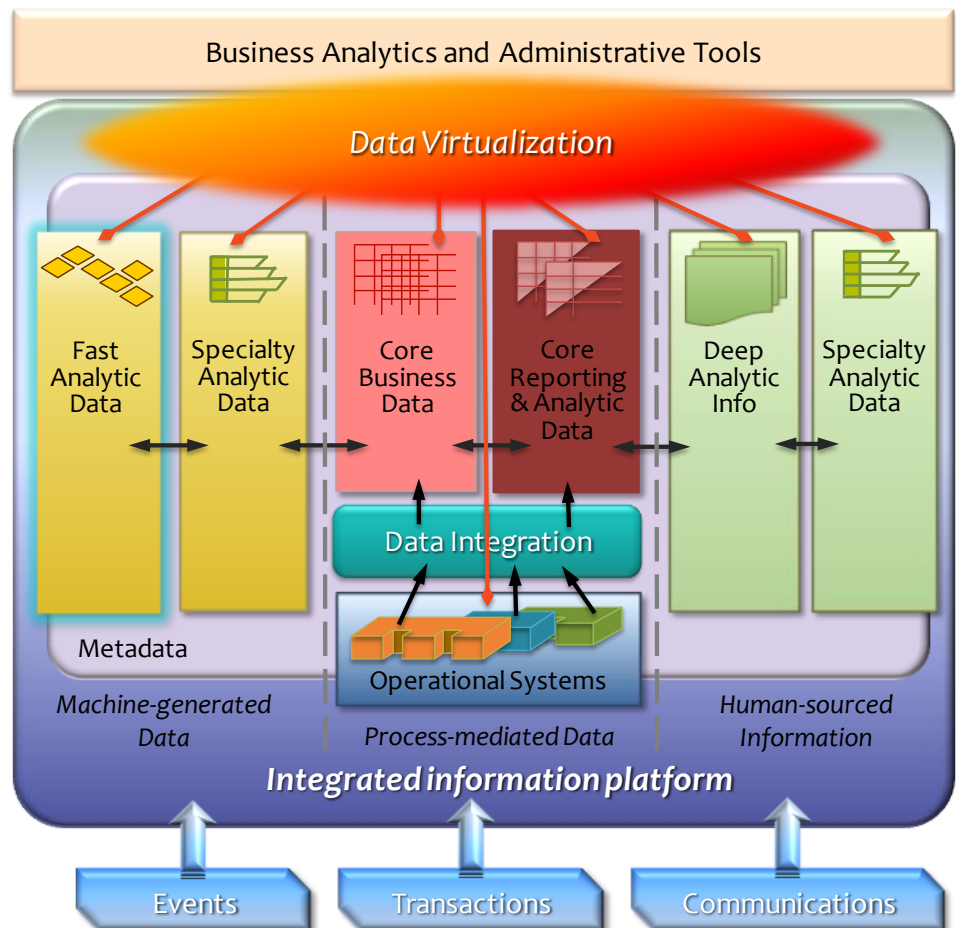 Business Analytics and Administrative Tools
Data Virtualization
Fast
Analytic
Data
Specialty
Analytic
Data
Core
Business
Data
Core
Reporting
& Analytic
Data
Deep
Analytic
Info
Specialty
Analytic
Data
Data Integration
Operational Systems
Metadata
Machine-generated
Data
Process-mediated Data
Human-sourced
Information
Integrated information platform
Events
Transactions
Communications